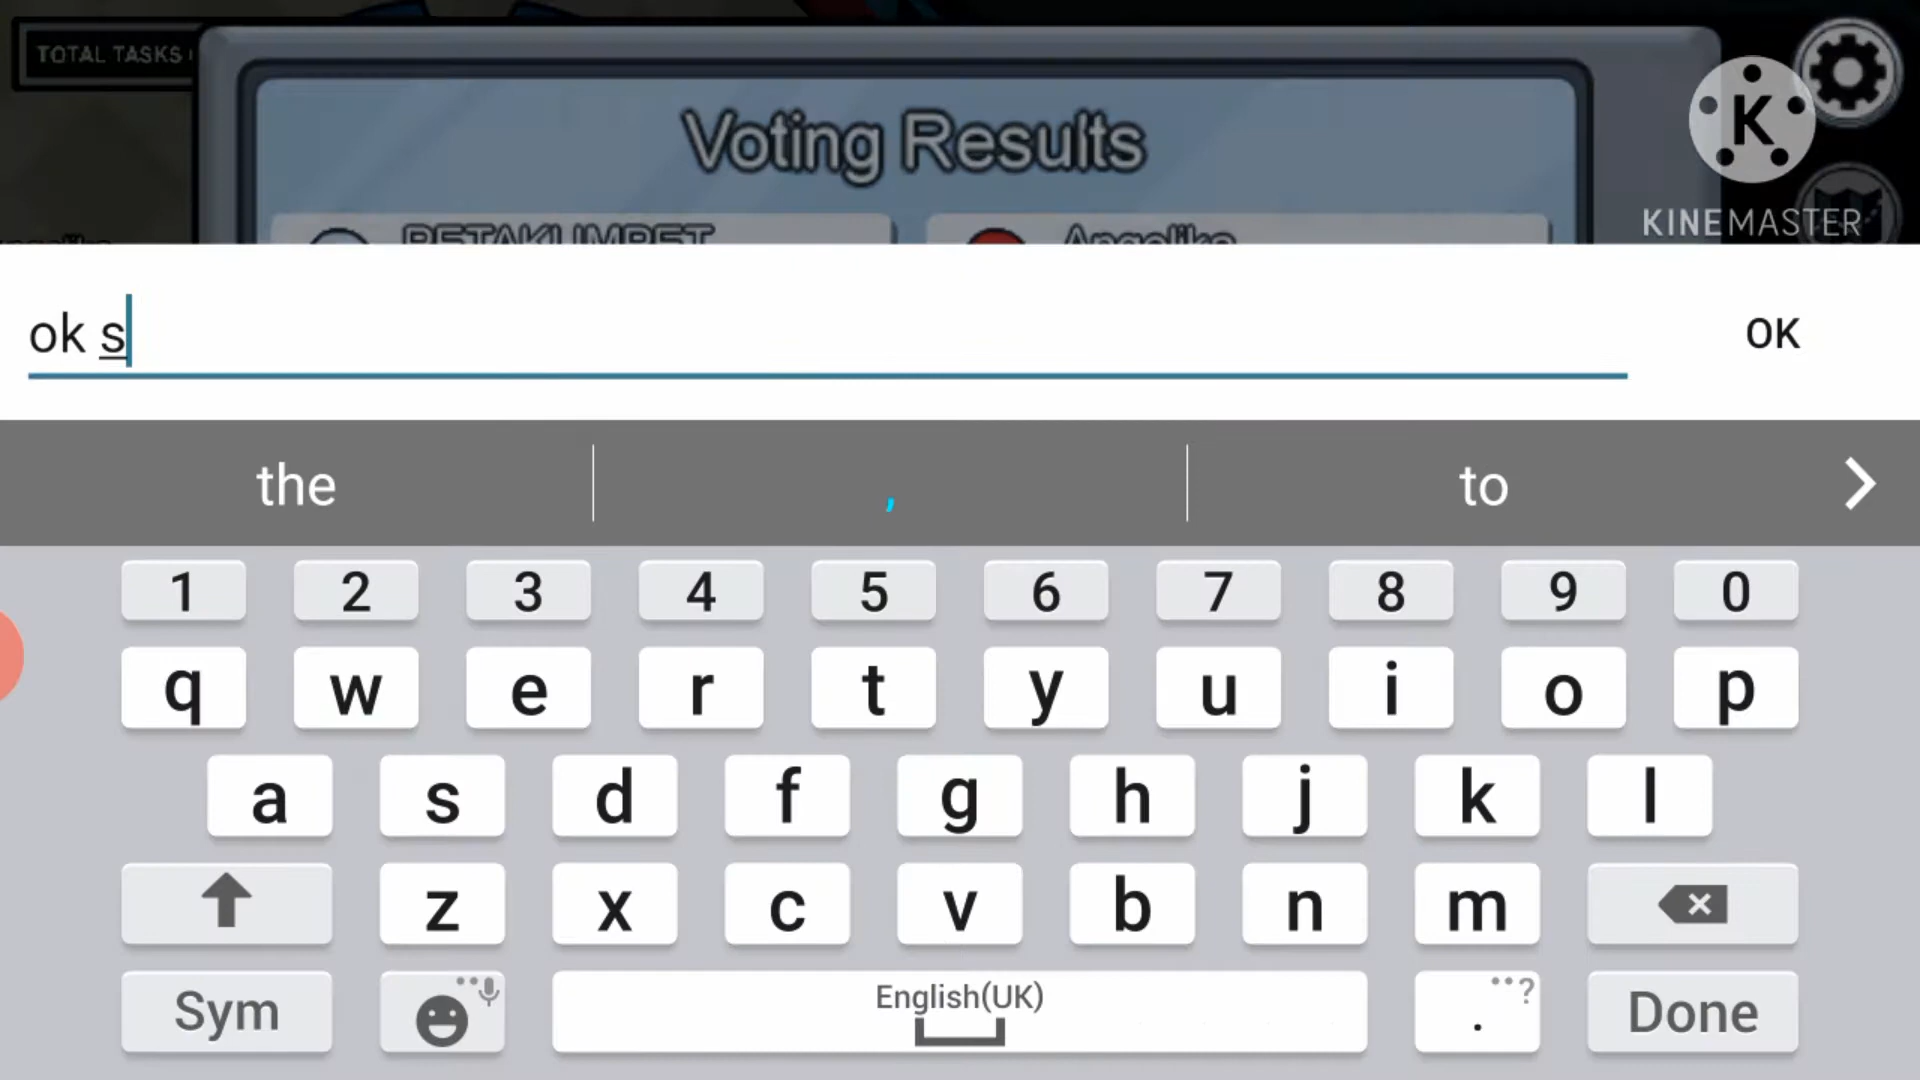 TOTAL TASKS
Voting Results
KINEMASTER
K
ok s
OK
the , to
1 2 3 4 5 6 7 8 9 0
q w e r t y u i o p
a s d f g h j k l
z x c v b n m
Sym English(UK) . ? Done